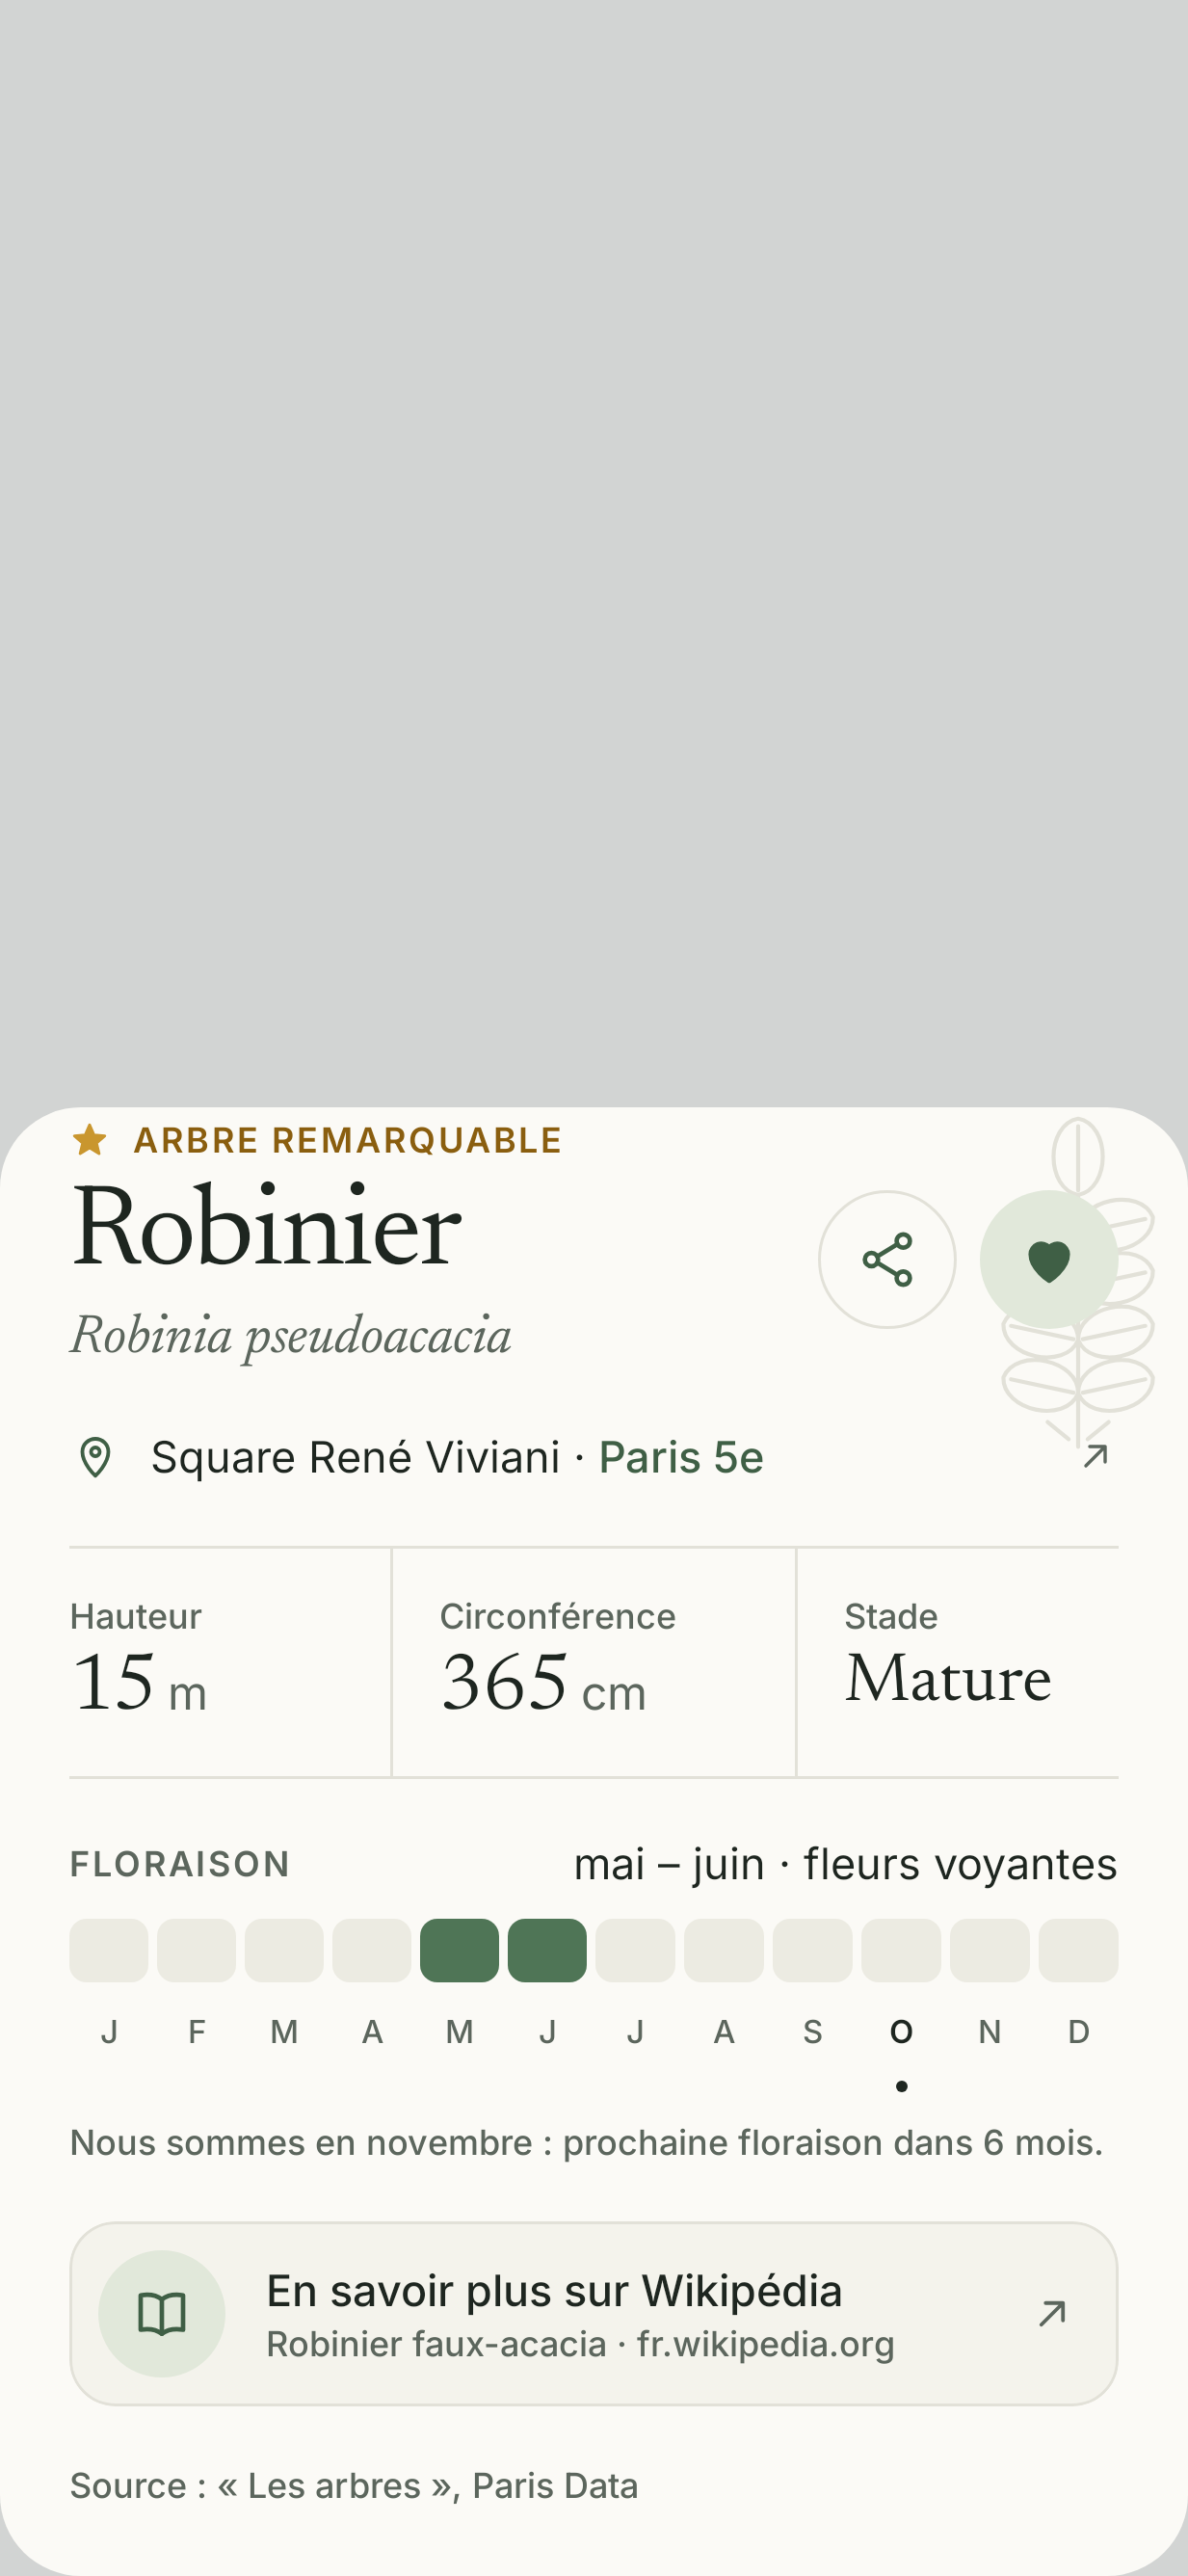 ARBRE REMARQUABLE
Robinier
Robinia pseudoacacia
Square René Viviani · Paris 5e
Hauteur
15 m
Circonférence
365 cm
Stade
Mature
FLORAISON
mai – juin · fleurs voyantes
J F M A M J J A S O N D
Nous sommes en novembre : prochaine floraison dans 6 mois.
En savoir plus sur Wikipédia
Robinier faux-acacia · fr.wikipedia.org
Source : « Les arbres », Paris Data